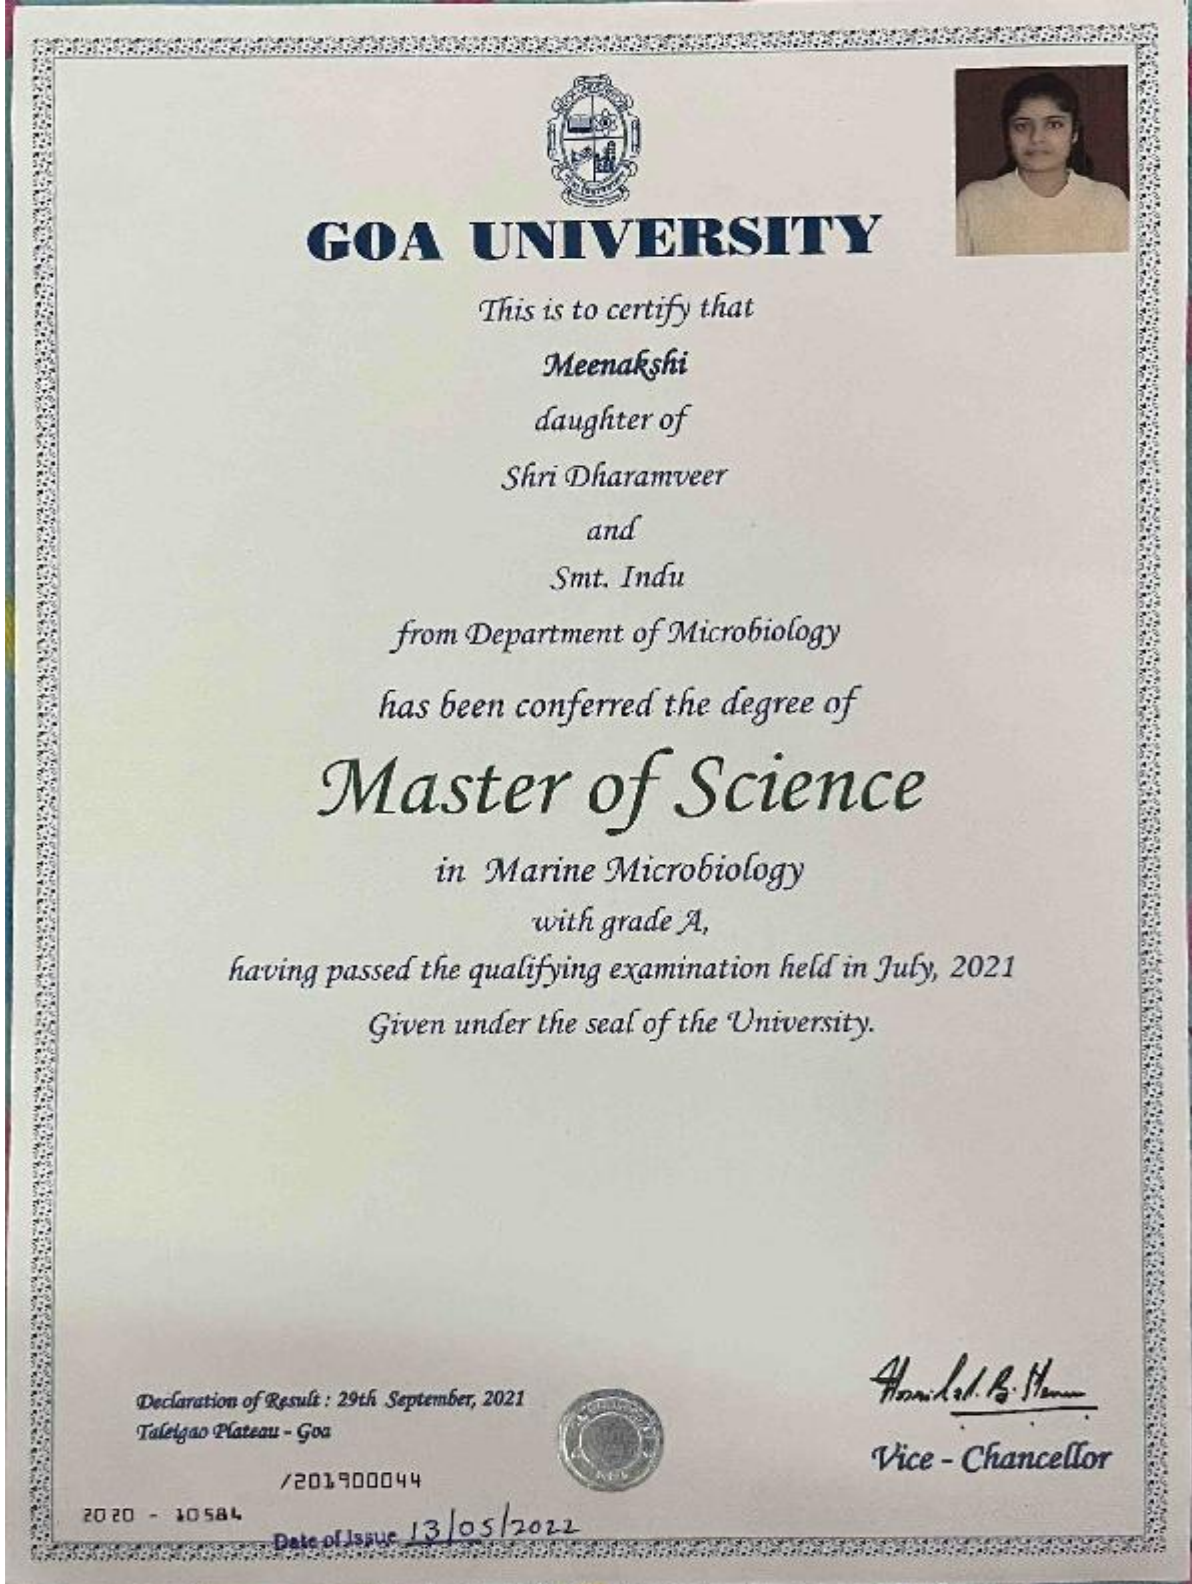 GOA UNIVERSITY
This is to certify that
Meenakshi
daughter of
Shri Dharamveer
and
Smt. Indu
from Department of Microbiology
has been conferred the degree of
Master of Science
in Marine Microbiology
with grade A,
having passed the qualifying examination held in July, 2021
Given under the seal of the University.
Declaration of Result : 29th September, 2021
Taleigao Plateau - Goa
/201900044
2020 - 10584
Date of Issue 13/05/2022
Vice - Chancellor